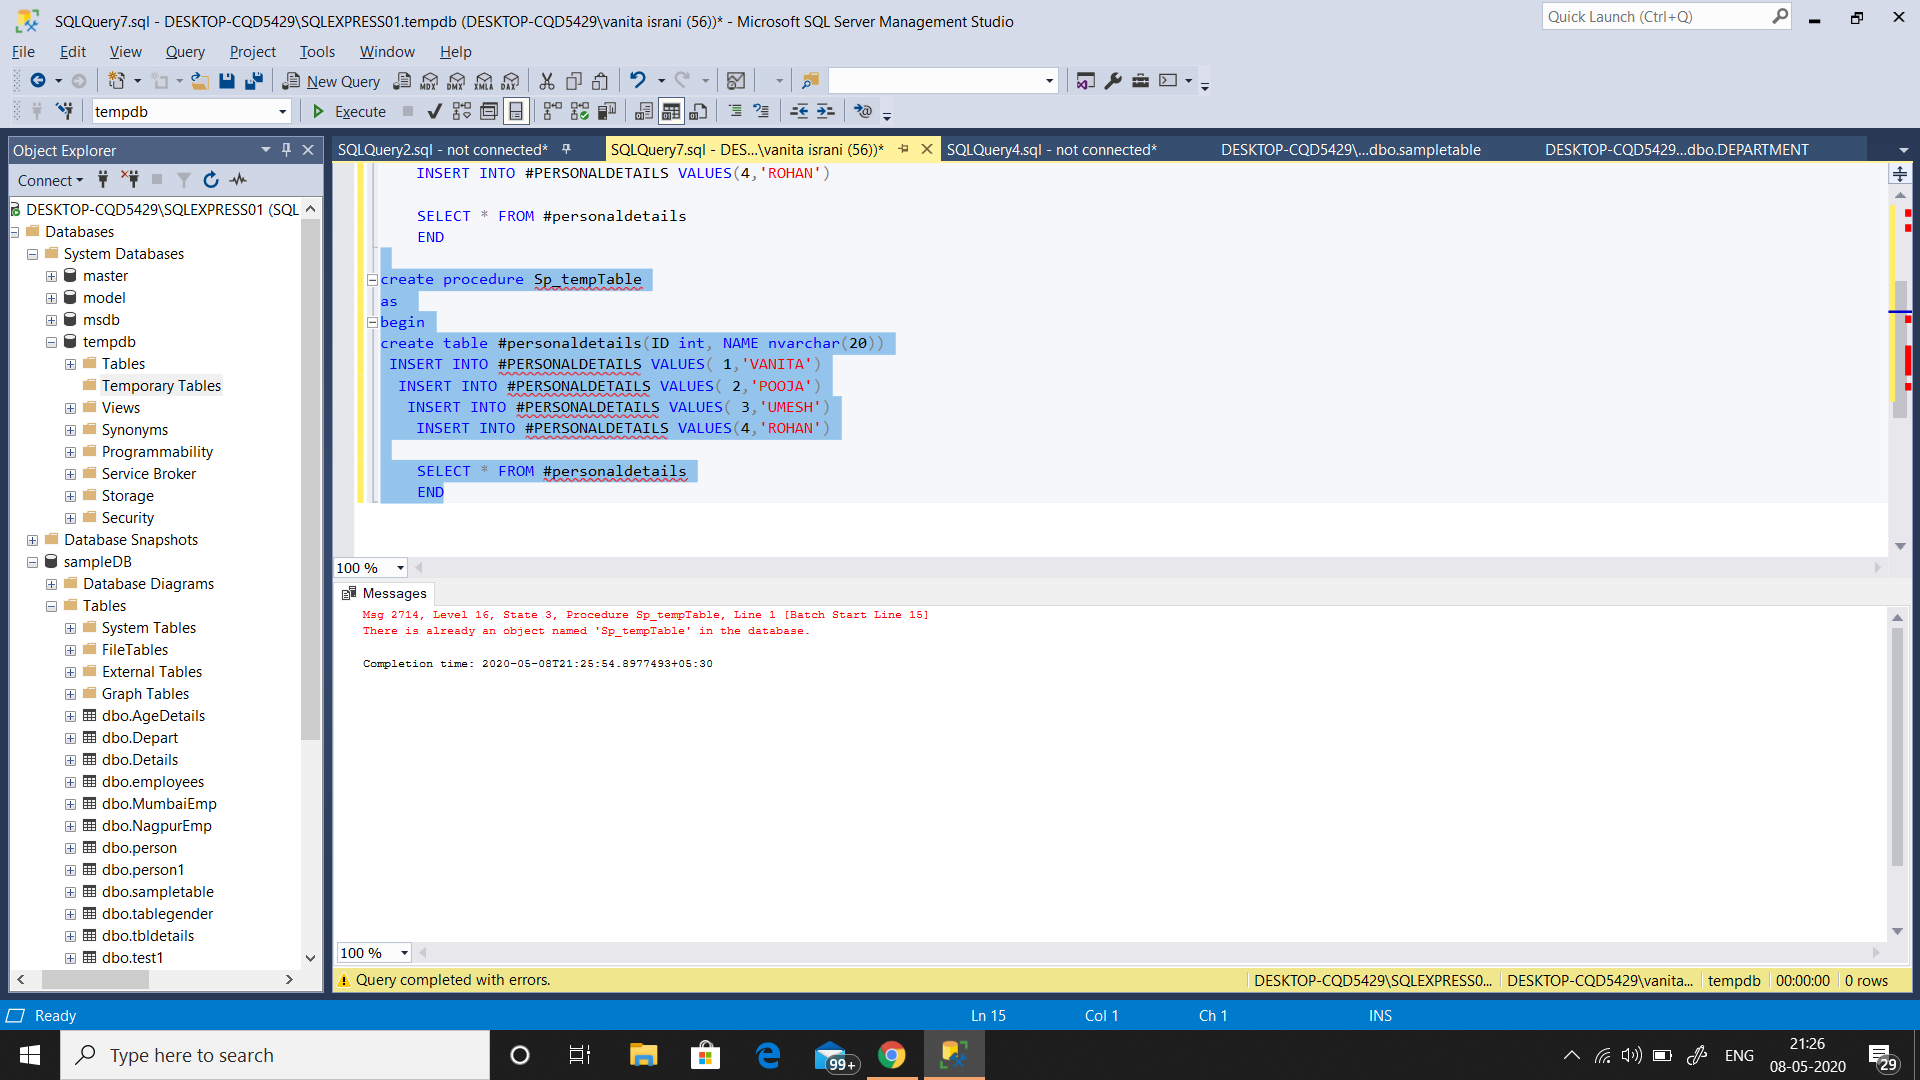 SQLQuery7.sql - DESKTOP-CQD5429\SQLEXPRESS01.tempdb (DESKTOP-CQD5429\vanita israni (56))* - Microsoft SQL Server Management Studio
Quick Launch (Ctrl+Q)
File Edit View Query Project Tools Window Help
New Query MDX DMX XMLA DAX
tempdb Execute
Object Explorer
SQLQuery2.sql - not connected* SQLQuery7.sql - DES...\vanita israni (56))* SQLQuery4.sql - not connected* DESKTOP-CQD5429\...dbo.sampletable DESKTOP-CQD5429...dbo.DEPARTMENT
Connect
DESKTOP-CQD5429\SQLEXPRESS01 (SQL
Databases
System Databases
master
model
msdb
tempdb
Tables
Temporary Tables
Views
Synonyms
Programmability
Service Broker
Storage
Security
Database Snapshots
sampleDB
Database Diagrams
Tables
System Tables
FileTables
External Tables
Graph Tables
dbo.AgeDetails
dbo.Depart
dbo.Details
dbo.employees
dbo.MumbaiEmp
dbo.NagpurEmp
dbo.person
dbo.person1
dbo.sampletable
dbo.tablegender
dbo.tbldetails
dbo.test1
INSERT INTO #PERSONALDETAILS VALUES(4,'ROHAN')
SELECT * FROM #personaldetails
END
create procedure Sp_tempTable
as
begin
create table #personaldetails(ID int, NAME nvarchar(20))
INSERT INTO #PERSONALDETAILS VALUES( 1,'VANITA')
INSERT INTO #PERSONALDETAILS VALUES( 2,'POOJA')
INSERT INTO #PERSONALDETAILS VALUES( 3,'UMESH')
INSERT INTO #PERSONALDETAILS VALUES(4,'ROHAN')
SELECT * FROM #personaldetails
END
100 %
Messages
Msg 2714, Level 16, State 3, Procedure Sp_tempTable, Line 1 [Batch Start Line 15]
There is already an object named 'Sp_tempTable' in the database.
Completion time: 2020-05-08T21:25:54.8977493+05:30
100 %
Query completed with errors. DESKTOP-CQD5429\SQLEXPRESS0... DESKTOP-CQD5429\vanita... tempdb 00:00:00 0 rows
Ready Ln 15 Col 1 Ch 1 INS
Type here to search
99+
ENG
21:26
08-05-2020
29